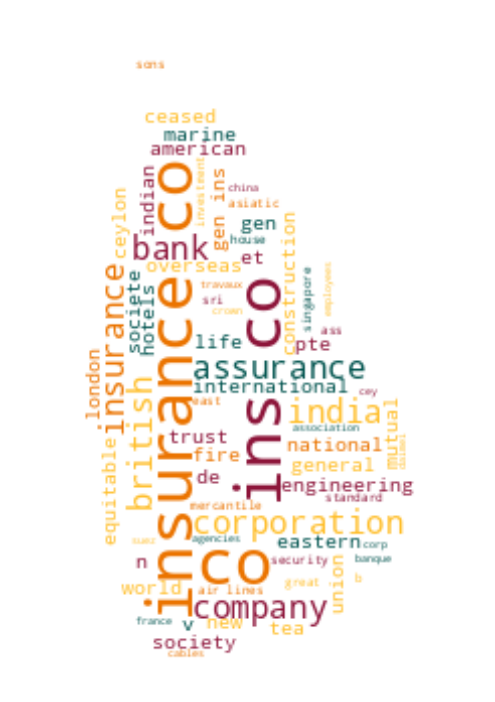 sons
ceased
marine
american
indian
investment
gen ins
china
asiatic
ceylon
insurance co
bank
gen
house
et
construction
overseas
insurance
societe
hotels
travaux
sri
crown
ins co
singapore
employees
ass
pte
life
assurance
international
cey
london
british
east
india
association
mutual
trust
fire
national
general
equitable
de
engineering
standard
mercantile
corporation
agencies
eastern
corp
banque
n
co
security
world
air lines
great
union
b
company
france
v
new
tea
society
cables